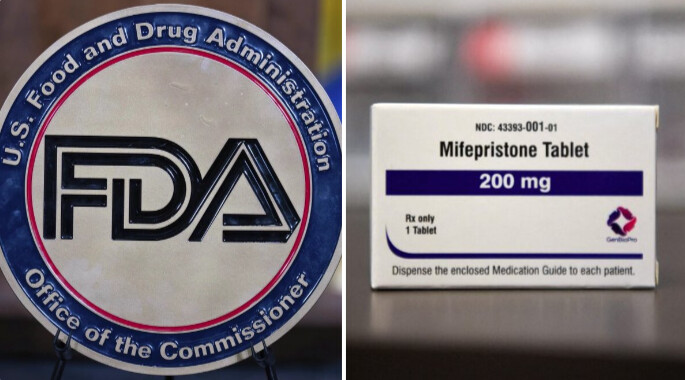 U.S. Food and Drug Administration
FDA
Office of the Commissioner
NDC: 43393-001-01
Mifepristone Tablet
200 mg
Rx only
1 Tablet
GenBioPro
Dispense the enclosed Medication Guide to each patient.